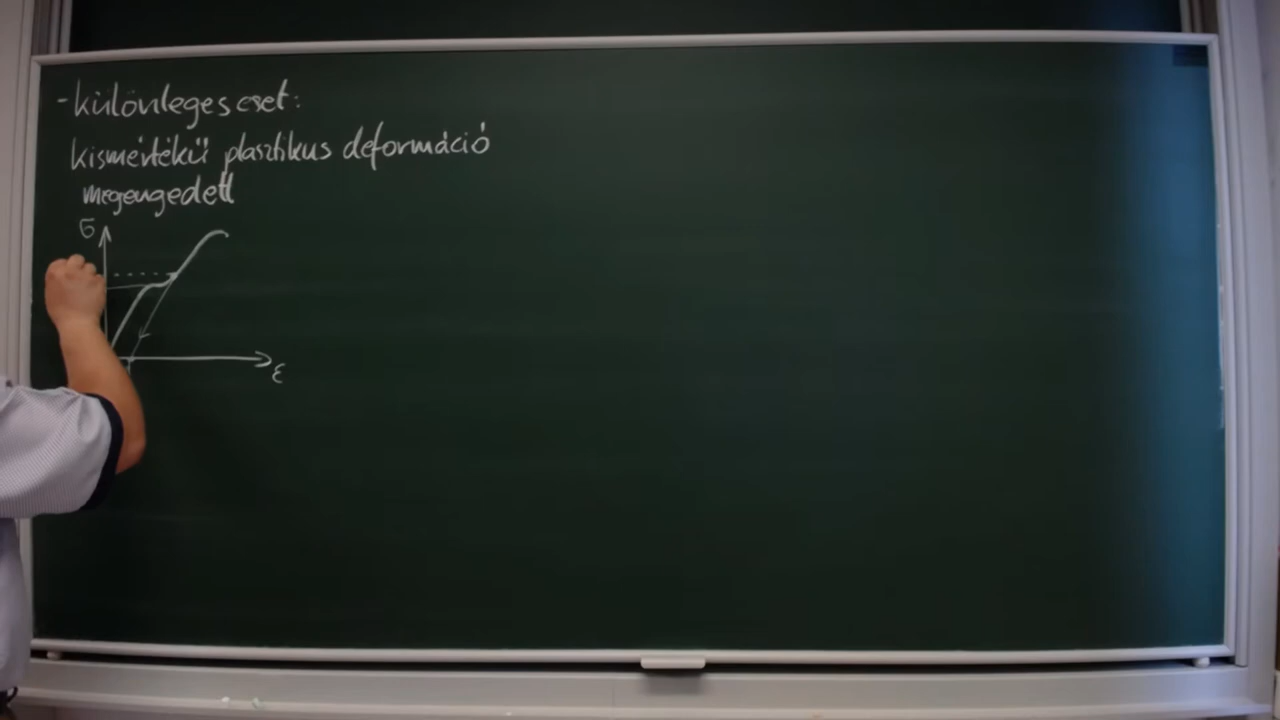 - különleges eset:
kismértékű plasztikus deformáció
megengedett
σ
ε